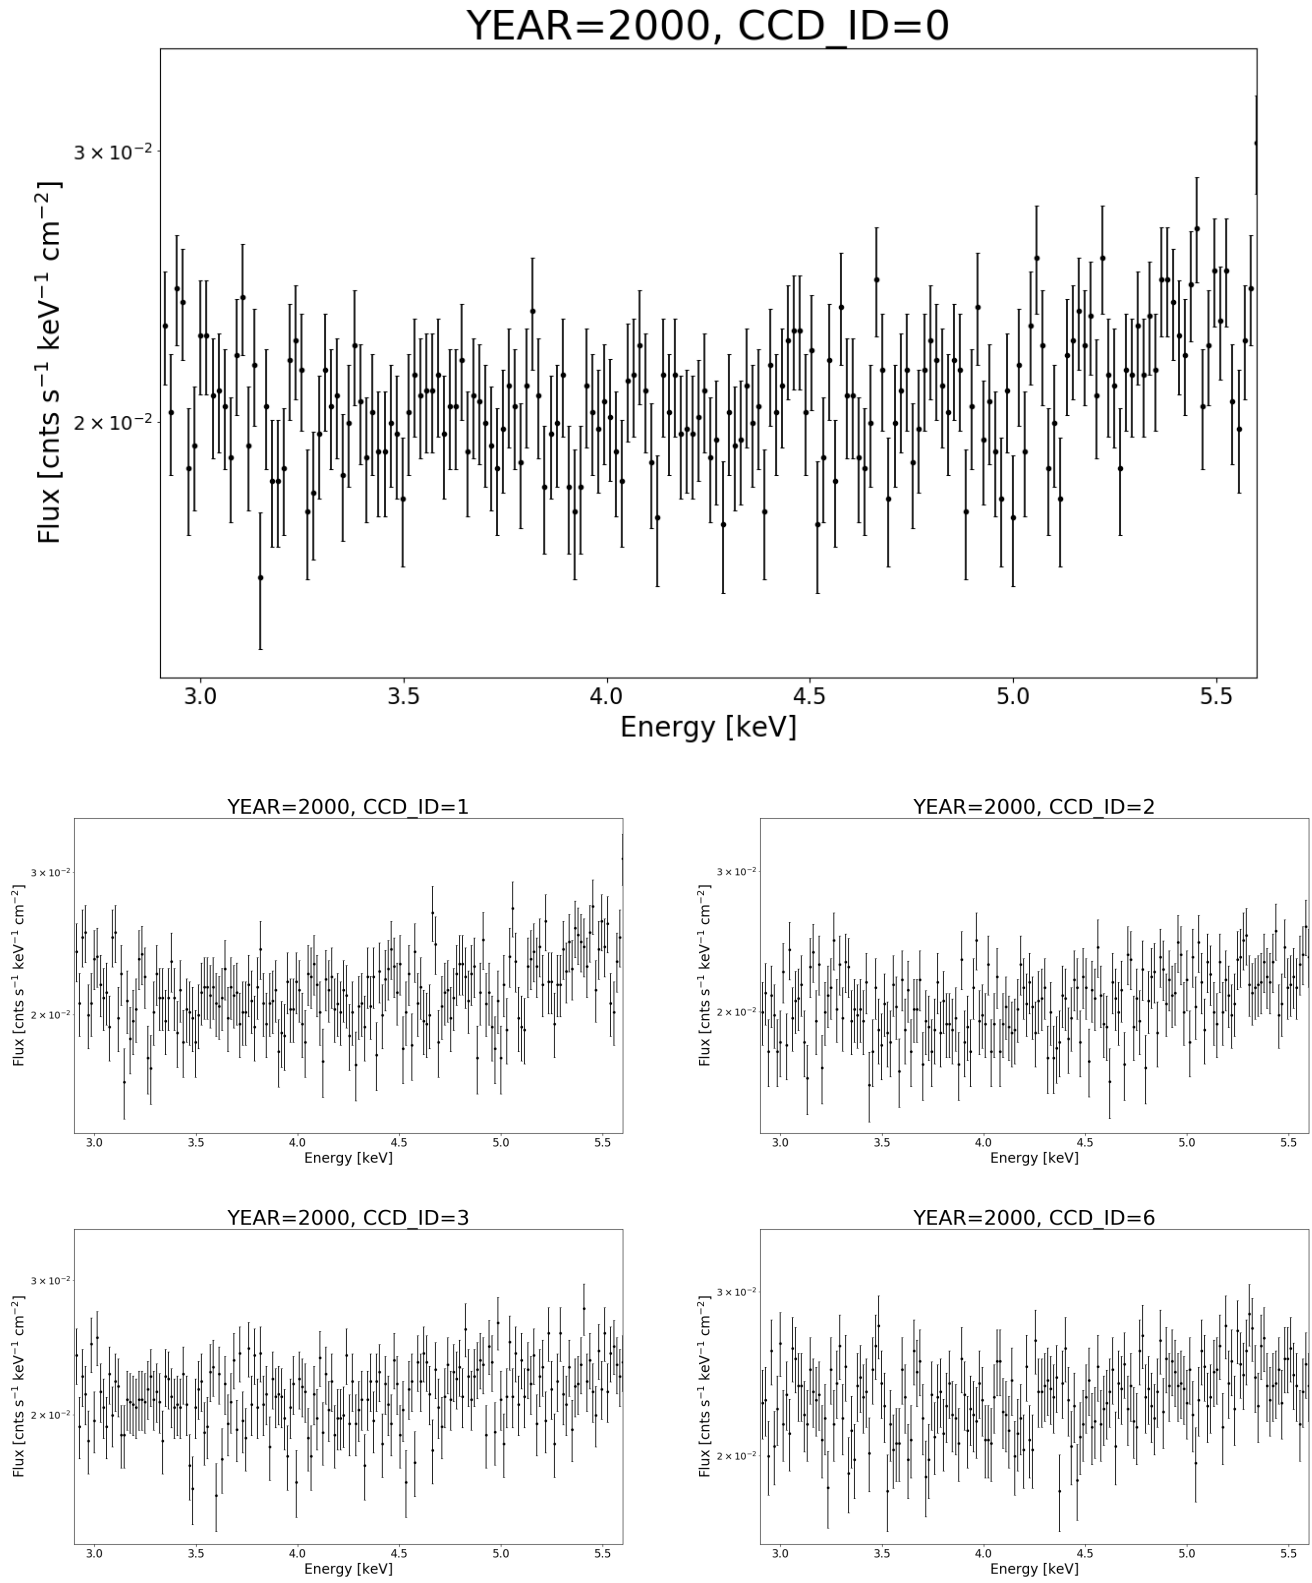 YEAR=2000, CCD_ID=0
Flux [cnts s⁻¹ keV⁻¹ cm⁻²]
3 × 10⁻²
2 × 10⁻²
3.0 3.5 4.0 4.5 5.0 5.5
Energy [keV]
YEAR=2000, CCD_ID=1
Flux [cnts s⁻¹ keV⁻¹ cm⁻²]
3 × 10⁻²
2 × 10⁻²
3.0 3.5 4.0 4.5 5.0 5.5
Energy [keV]
YEAR=2000, CCD_ID=2
Flux [cnts s⁻¹ keV⁻¹ cm⁻²]
3 × 10⁻²
2 × 10⁻²
3.0 3.5 4.0 4.5 5.0 5.5
Energy [keV]
YEAR=2000, CCD_ID=3
Flux [cnts s⁻¹ keV⁻¹ cm⁻²]
3 × 10⁻²
2 × 10⁻²
3.0 3.5 4.0 4.5 5.0 5.5
Energy [keV]
YEAR=2000, CCD_ID=6
Flux [cnts s⁻¹ keV⁻¹ cm⁻²]
3 × 10⁻²
2 × 10⁻²
3.0 3.5 4.0 4.5 5.0 5.5
Energy [keV]